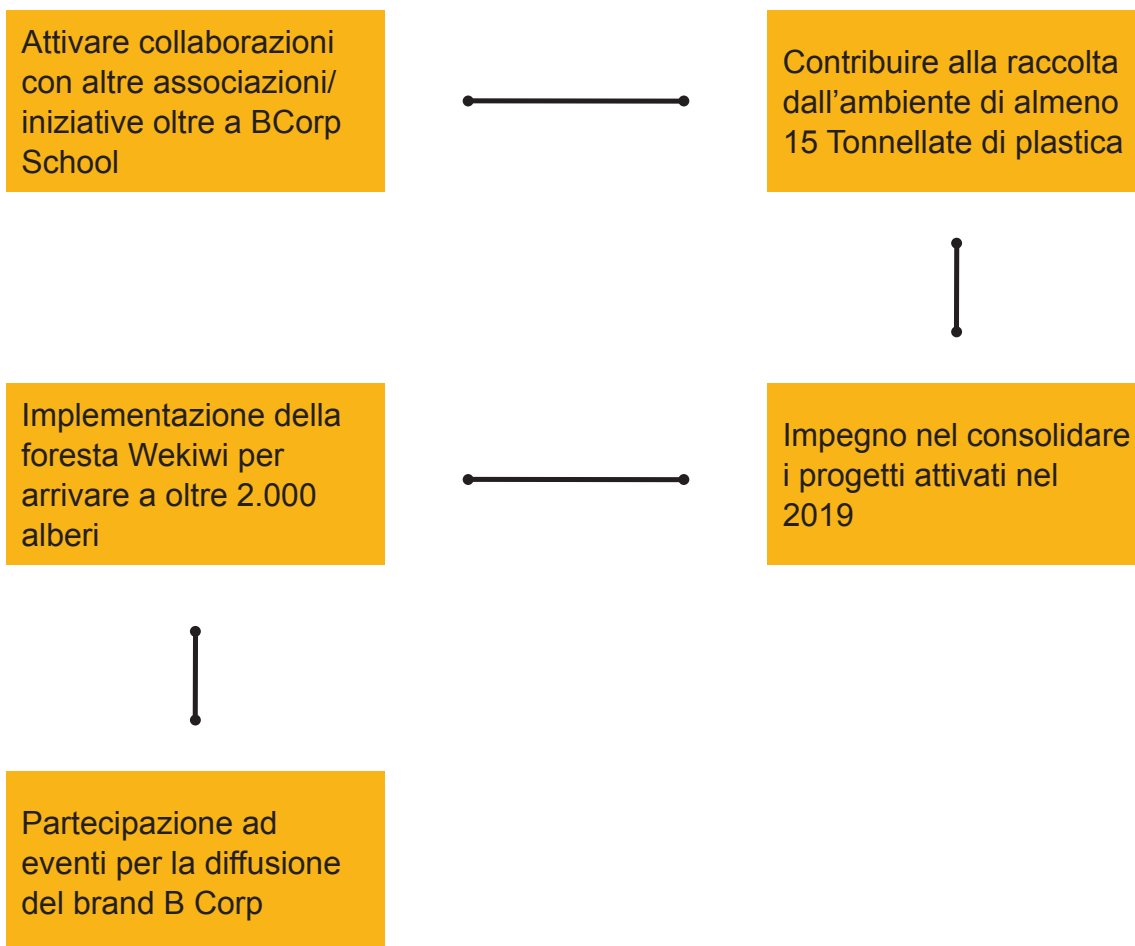 Attivare collaborazioni
con altre associazioni/
iniziative oltre a BCorp
School
Contribuire alla raccolta
dall’ambiente di almeno
15 Tonnellate di plastica
Implementazione della
foresta Wekiwi per
arrivare a oltre 2.000
alberi
Impegno nel consolidare
i progetti attivati nel
2019
Partecipazione ad
eventi per la diffusione
del brand B Corp